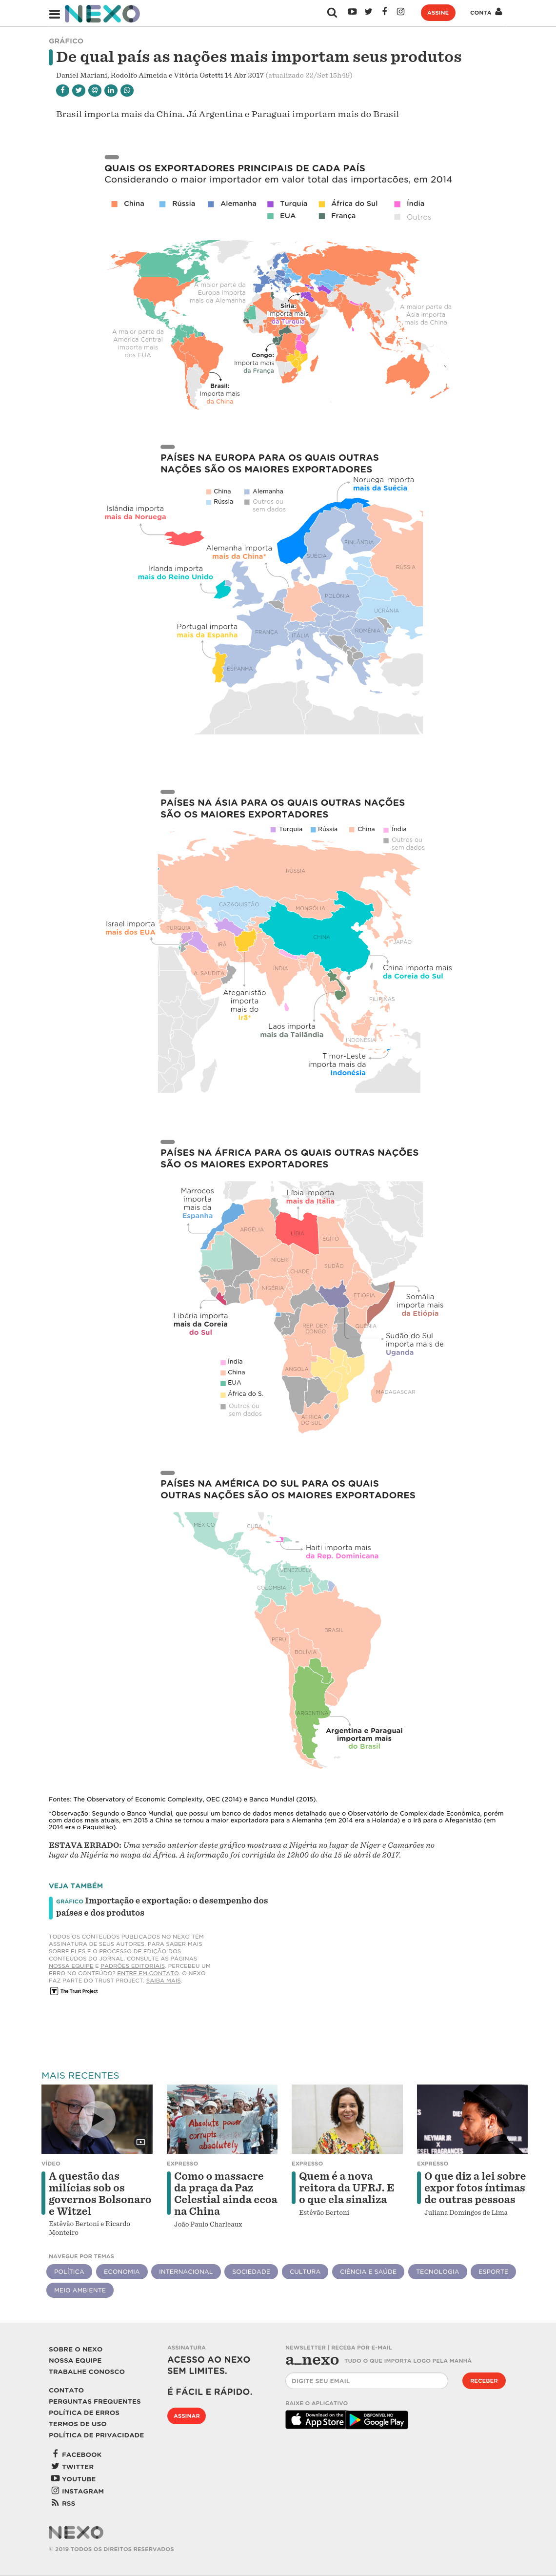 NEXO
ASSINE
CONTA
GRÁFICO
De qual país as nações mais importam seus produtos
Daniel Mariani, Rodolfo Almeida e Vitória Ostetti 14 Abr 2017 (atualizado 22/Set 15h49)
Brasil importa mais da China. Já Argentina e Paraguai importam mais do Brasil
QUAIS OS EXPORTADORES PRINCIPAIS DE CADA PAÍS
Considerando o maior importador em valor total das importacões, em 2014
China
Rússia
Alemanha
Turquia
África do Sul
Índia
EUA
França
Outros
A maior parte da
Europa importa
mais da Alemanha
Síria:
Importa mais
da Turquia
A maior parte da
Ásia importa
mais da China
A maior parte da
América Central
importa mais
dos EUA
Congo:
importa mais
da França
Brasil:
Importa mais
da China
PAÍSES NA EUROPA PARA OS QUAIS OUTRAS
NAÇÕES SÃO OS MAIORES EXPORTADORES
Noruega importa
mais da Suécia
China
Alemanha
Rússia
Outros ou
sem dados
Islândia importa
mais da Noruega
Alemanha importa
mais da China*
Irlanda importa
mais do Reino Unido
Portugal importa
mais da Espanha
FINLÂNDIA
SUÉCIA
RÚSSIA
POLÔNIA
UCRÂNIA
FRANÇA
ITÁLIA
ROMÊNIA
ESPANHA
PAÍSES NA ÁSIA PARA OS QUAIS OUTRAS NAÇÕES
SÃO OS MAIORES EXPORTADORES
Turquia
Rússia
China
Índia
Outros ou
sem dados
RÚSSIA
CAZAQUISTÃO
MONGÓLIA
Israel importa
mais dos EUA
TURQUIA
CHINA
JAPÃO
IRÃ
A. SAUDITA
ÍNDIA
China importa mais
da Coreia do Sul
Afeganistão
importa
mais do
Irã*
FILIPINAS
Laos importa
mais da Tailândia
INDONÉSIA
Timor-Leste
importa mais da
Indonésia
PAÍSES NA ÁFRICA PARA OS QUAIS OUTRAS NAÇÕES
SÃO OS MAIORES EXPORTADORES
Marrocos
importa
mais da
Espanha
Líbia importa
mais da Itália
ARGÉLIA
LÍBIA
EGITO
NÍGER
CHADE
SUDÃO
NIGÉRIA
ETIÓPIA
Somália
importa mais
da Etiópia
Libéria importa
mais da Coreia
do Sul
REP. DEM.
CONGO
QUÊNIA
Sudão do Sul
importa mais de
Uganda
Índia
China
EUA
África do S.
Outros ou
sem dados
ANGOLA
MADAGASCAR
ÁFRICA
DO SUL
PAÍSES NA AMÉRICA DO SUL PARA OS QUAIS
OUTRAS NAÇÕES SÃO OS MAIORES EXPORTADORES
MÉXICO
CUBA
Haiti importa mais
da Rep. Dominicana
VENEZUELA
COLÔMBIA
BRASIL
PERU
BOLÍVIA
ARGENTINA
Argentina e Paraguai
importam mais
do Brasil
Fontes: The Observatory of Economic Complexity, OEC (2014) e Banco Mundial (2015).
*Observação: Segundo o Banco Mundial, que possui um banco de dados menos detalhado que o Observatório de Complexidade Econômica, porém
com dados mais atuais, em 2015 a China se tornou a maior exportadora para a Alemanha (em 2014 era a Holanda) e o Irã para o Afeganistão (em
2014 era o Paquistão).
ESTAVA ERRADO: Uma versão anterior deste gráfico mostrava a Nigéria no lugar de Níger e Camarões no
lugar da Nigéria no mapa da África. A informação foi corrigida às 12h00 do dia 15 de abril de 2017.
VEJA TAMBÉM
GRÁFICO Importação e exportação: o desempenho dos
países e dos produtos
TODOS OS CONTEÚDOS PUBLICADOS NO NEXO TÊM
ASSINATURA DE SEUS AUTORES. PARA SABER MAIS
SOBRE ELES E O PROCESSO DE EDIÇÃO DOS
CONTEÚDOS DO JORNAL, CONSULTE AS PÁGINAS
NOSSA EQUIPE E PADRÕES EDITORIAIS. PERCEBEU UM
ERRO NO CONTEÚDO? ENTRE EM CONTATO. O NEXO
FAZ PARTE DO TRUST PROJECT. SAIBA MAIS.
The Trust Project
MAIS RECENTES
Absolute power
corrupts
absolutely
NEYMAR JR
FRAGRANCES
VÍDEO
A questão das
milícias sob os
governos Bolsonaro
e Witzel
Estêvão Bertoni e Ricardo
Monteiro
EXPRESSO
Como o massacre
da praça da Paz
Celestial ainda ecoa
na China
João Paulo Charleaux
EXPRESSO
Quem é a nova
reitora da UFRJ. E
o que ela sinaliza
Estêvão Bertoni
EXPRESSO
O que diz a lei sobre
expor fotos íntimas
de outras pessoas
Juliana Domingos de Lima
NAVEGUE POR TEMAS
POLÍTICA
ECONOMIA
INTERNACIONAL
SOCIEDADE
CULTURA
CIÊNCIA E SAÚDE
TECNOLOGIA
ESPORTE
MEIO AMBIENTE
SOBRE O NEXO
NOSSA EQUIPE
TRABALHE CONOSCO
CONTATO
PERGUNTAS FREQUENTES
POLÍTICA DE ERROS
TERMOS DE USO
POLÍTICA DE PRIVACIDADE
FACEBOOK
TWITTER
YOUTUBE
INSTAGRAM
RSS
ASSINATURA
ACESSO AO NEXO
SEM LIMITES.
É FÁCIL E RÁPIDO.
ASSINAR
NEWSLETTER | RECEBA POR E-MAIL
a_nexo TUDO O QUE IMPORTA LOGO PELA MANHÃ
DIGITE SEU EMAIL
RECEBER
BAIXE O APLICATIVO
Download on the
App Store
DISPONÍVEL NO
Google Play
NEXO
© 2019 TODOS OS DIREITOS RESERVADOS